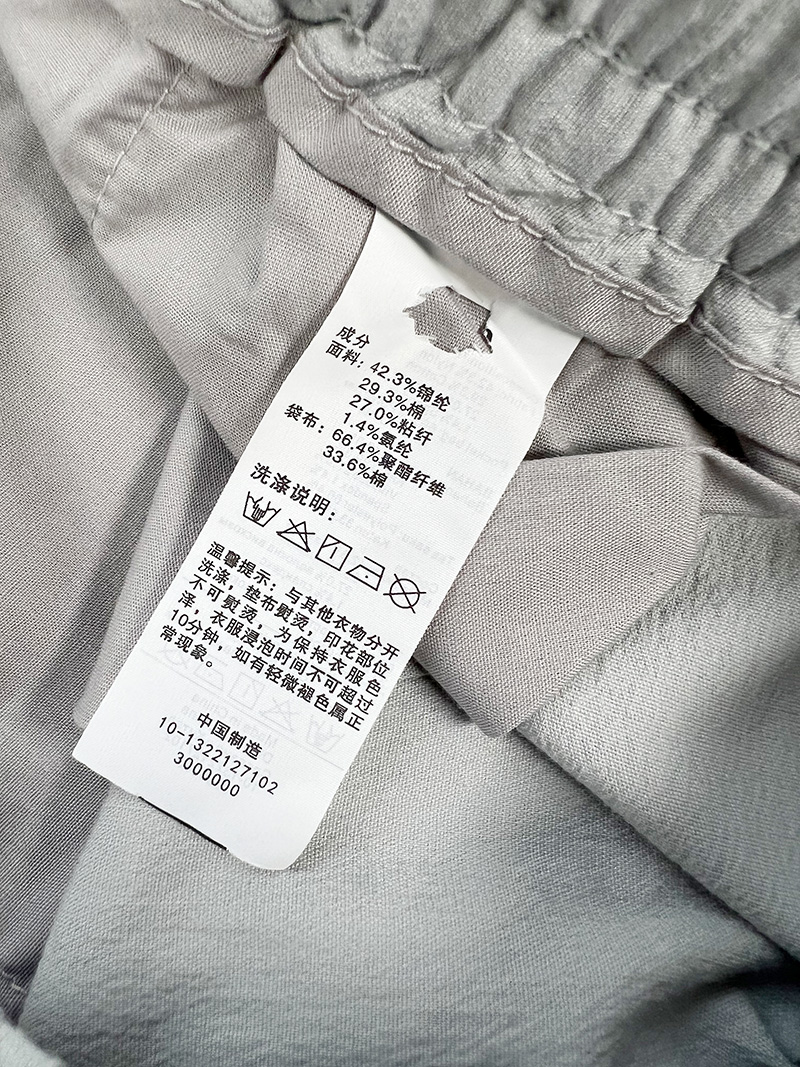 成分
面料: 42.3%锦纶
29.3%棉
27.0%粘纤
1.4%氨纶
袋布: 66.4%聚酯纤维
33.6%棉
洗涤说明:
温馨提示: 与其他衣物分开
洗涤, 垫布熨烫, 印花部位
不可熨烫, 为保持衣服色
泽, 衣服浸泡时间不可超过
10分钟, 如有轻微褪色属正
常现象。
中国制造
10-1322127102
3000000